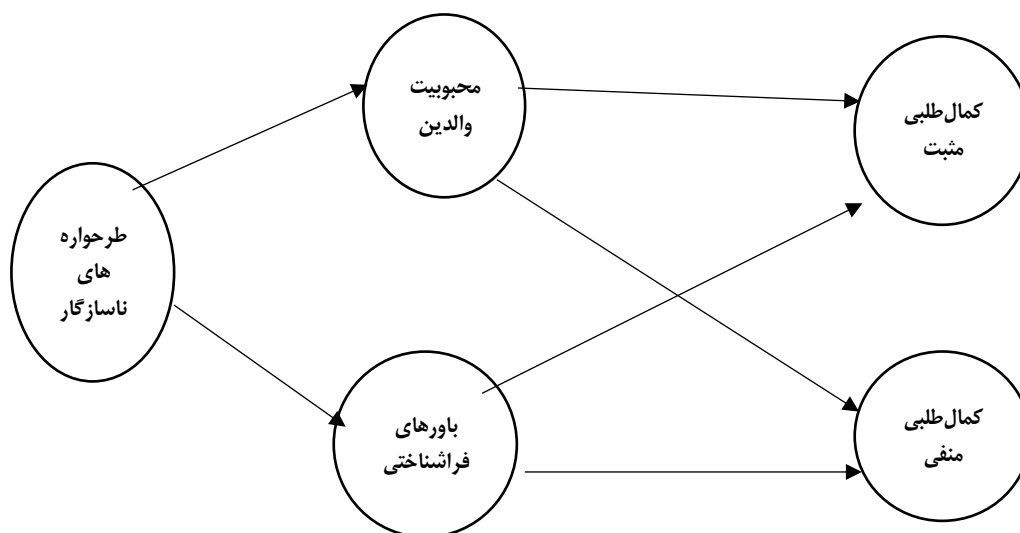 محبوبیت
والدین
کمال‌طلبی
مثبت
طرحواره
های
ناسازگار
باورهای
فراشناختی
کمال‌طلبی
منفی